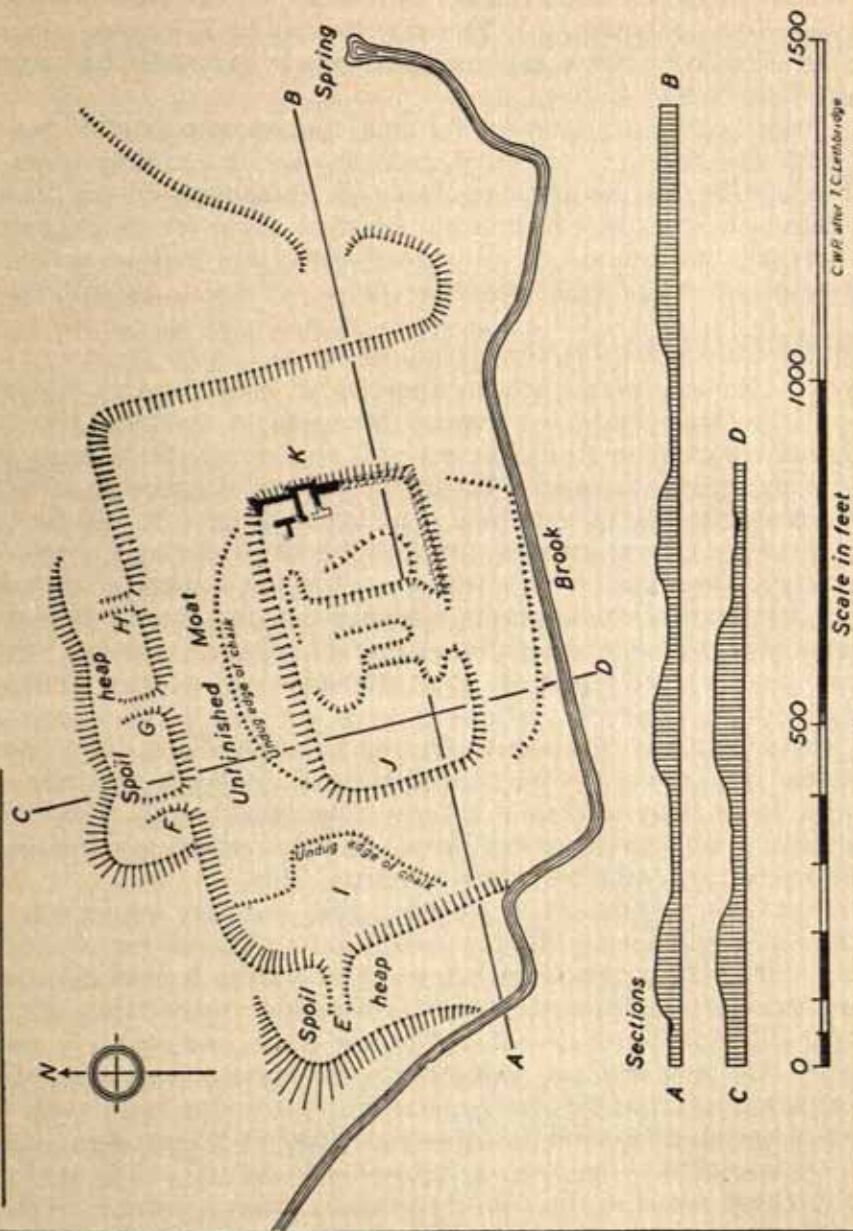 N
C
Spoil
heap
F
G
H
Unfinished Moat
Undug edge of chalk
Undug edge of chalk
I
Spoil
heap
E
J
K
B
Spring
A
D
Brook
Sections
A
B
C
D
0
500
1000
1500
Scale in feet
C.W.P. after T.C.Lethbridge